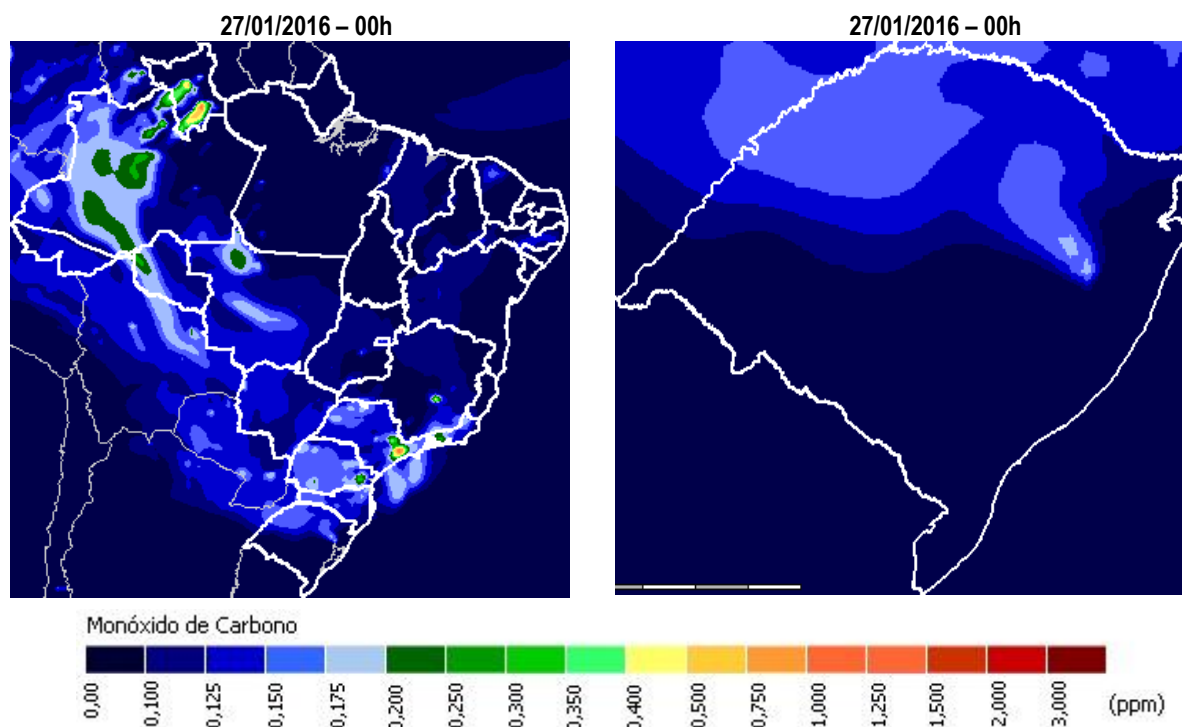 27/01/2016 – 00h
27/01/2016 – 00h
Monóxido de Carbono
0,00 0,100 0,125 0,150 0,175 0,200 0,250 0,300 0,350 0,400 0,500 0,750 1,000 1,250 1,500 2,000 3,000 (ppm)